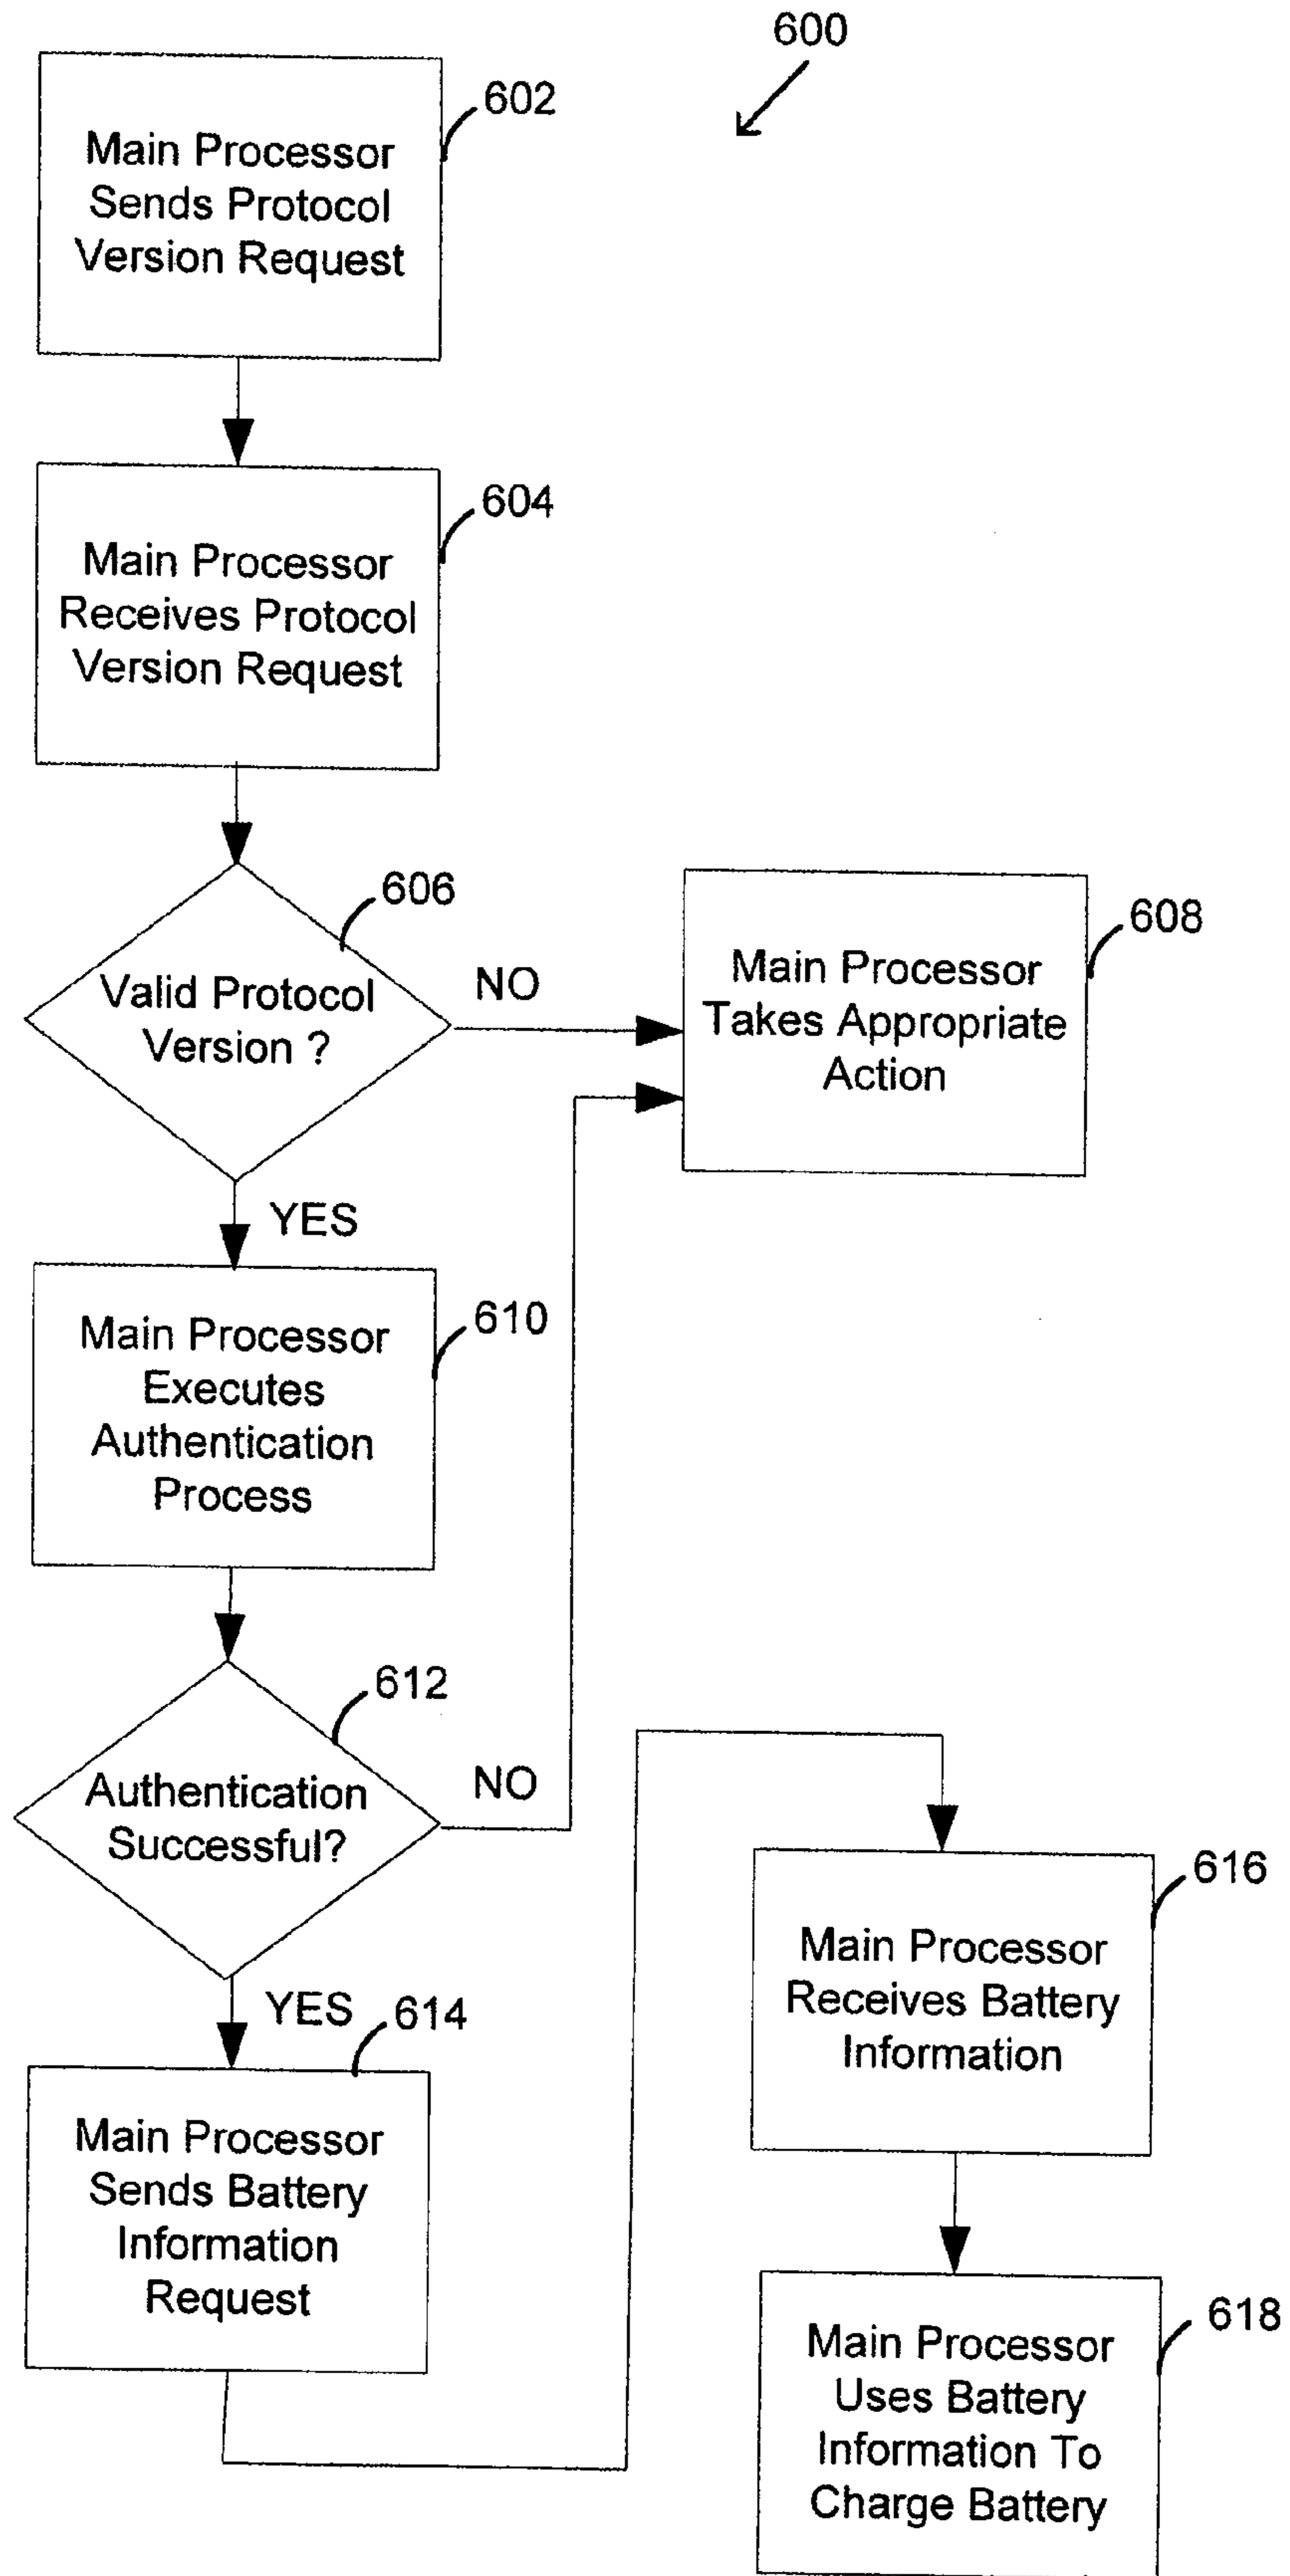 600
602
Main Processor
Sends Protocol
Version Request
604
Main Processor
Receives Protocol
Version Request
606
Valid Protocol
Version ?
NO
608
Main Processor
Takes Appropriate
Action
YES
610
Main Processor
Executes
Authentication
Process
612
Authentication
Successful?
NO
YES
614
Main Processor
Sends Battery
Information
Request
616
Main Processor
Receives Battery
Information
618
Main Processor
Uses Battery
Information To
Charge Battery